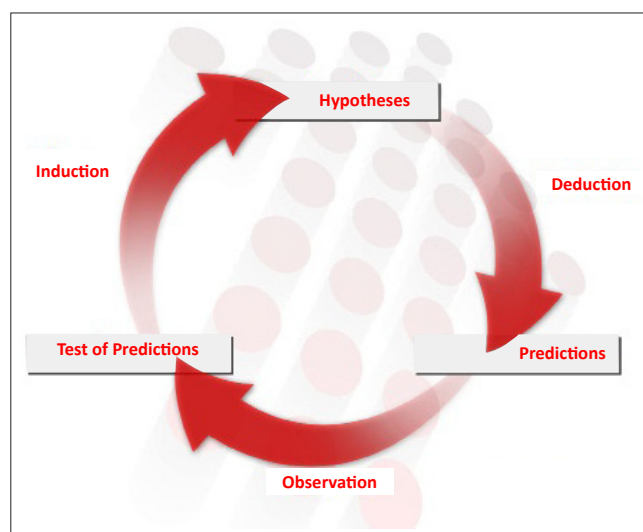 Hypotheses
Induction
Deduction
Test of Predictions
Predictions
Observation